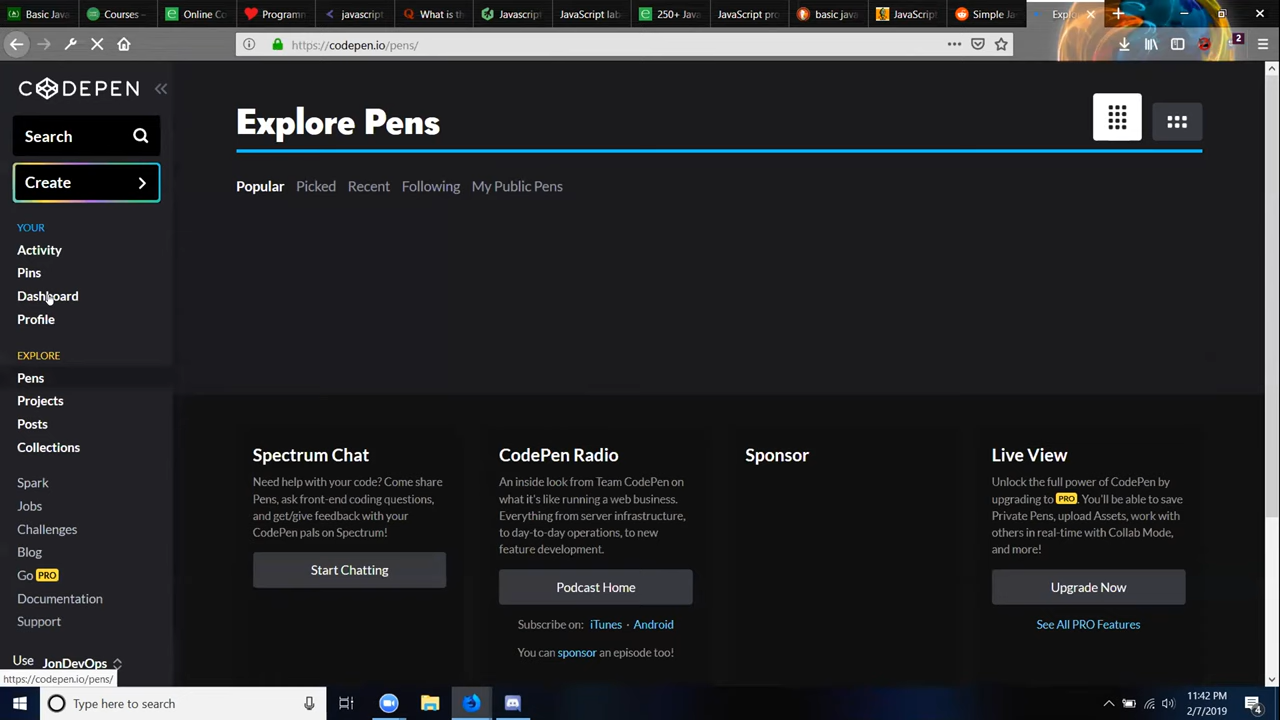 Basic Java
Courses –
Online Co
Programm
javascript
What is th
Javascript
JavaScript lab
250+ Java
JavaScript pro
basic java
JavaScript
Simple Ja
Explo
https://codepen.io/pens/
2
CODEPEN
Search
Create
YOUR
Activity
Pins
Dashboard
Profile
EXPLORE
Pens
Projects
Posts
Collections
Spark
Jobs
Challenges
Blog
Go PRO
Documentation
Support
Use JonDevOps
https://codepen.io/pens/
Explore Pens
Popular Picked Recent Following My Public Pens
Spectrum Chat
Need help with your code? Come share
Pens, ask front-end coding questions,
and get/give feedback with your
CodePen pals on Spectrum!
Start Chatting
CodePen Radio
An inside look from Team CodePen on
what it's like running a web business.
Everything from server infrastructure,
to day-to-day operations, to new
feature development.
Podcast Home
Subscribe on: iTunes · Android
You can sponsor an episode too!
Sponsor
Live View
Unlock the full power of CodePen by
upgrading to PRO. You'll be able to save
Private Pens, upload Assets, work with
others in real-time with Collab Mode,
and more!
Upgrade Now
See All PRO Features
Type here to search
11:42 PM
2/7/2019
4